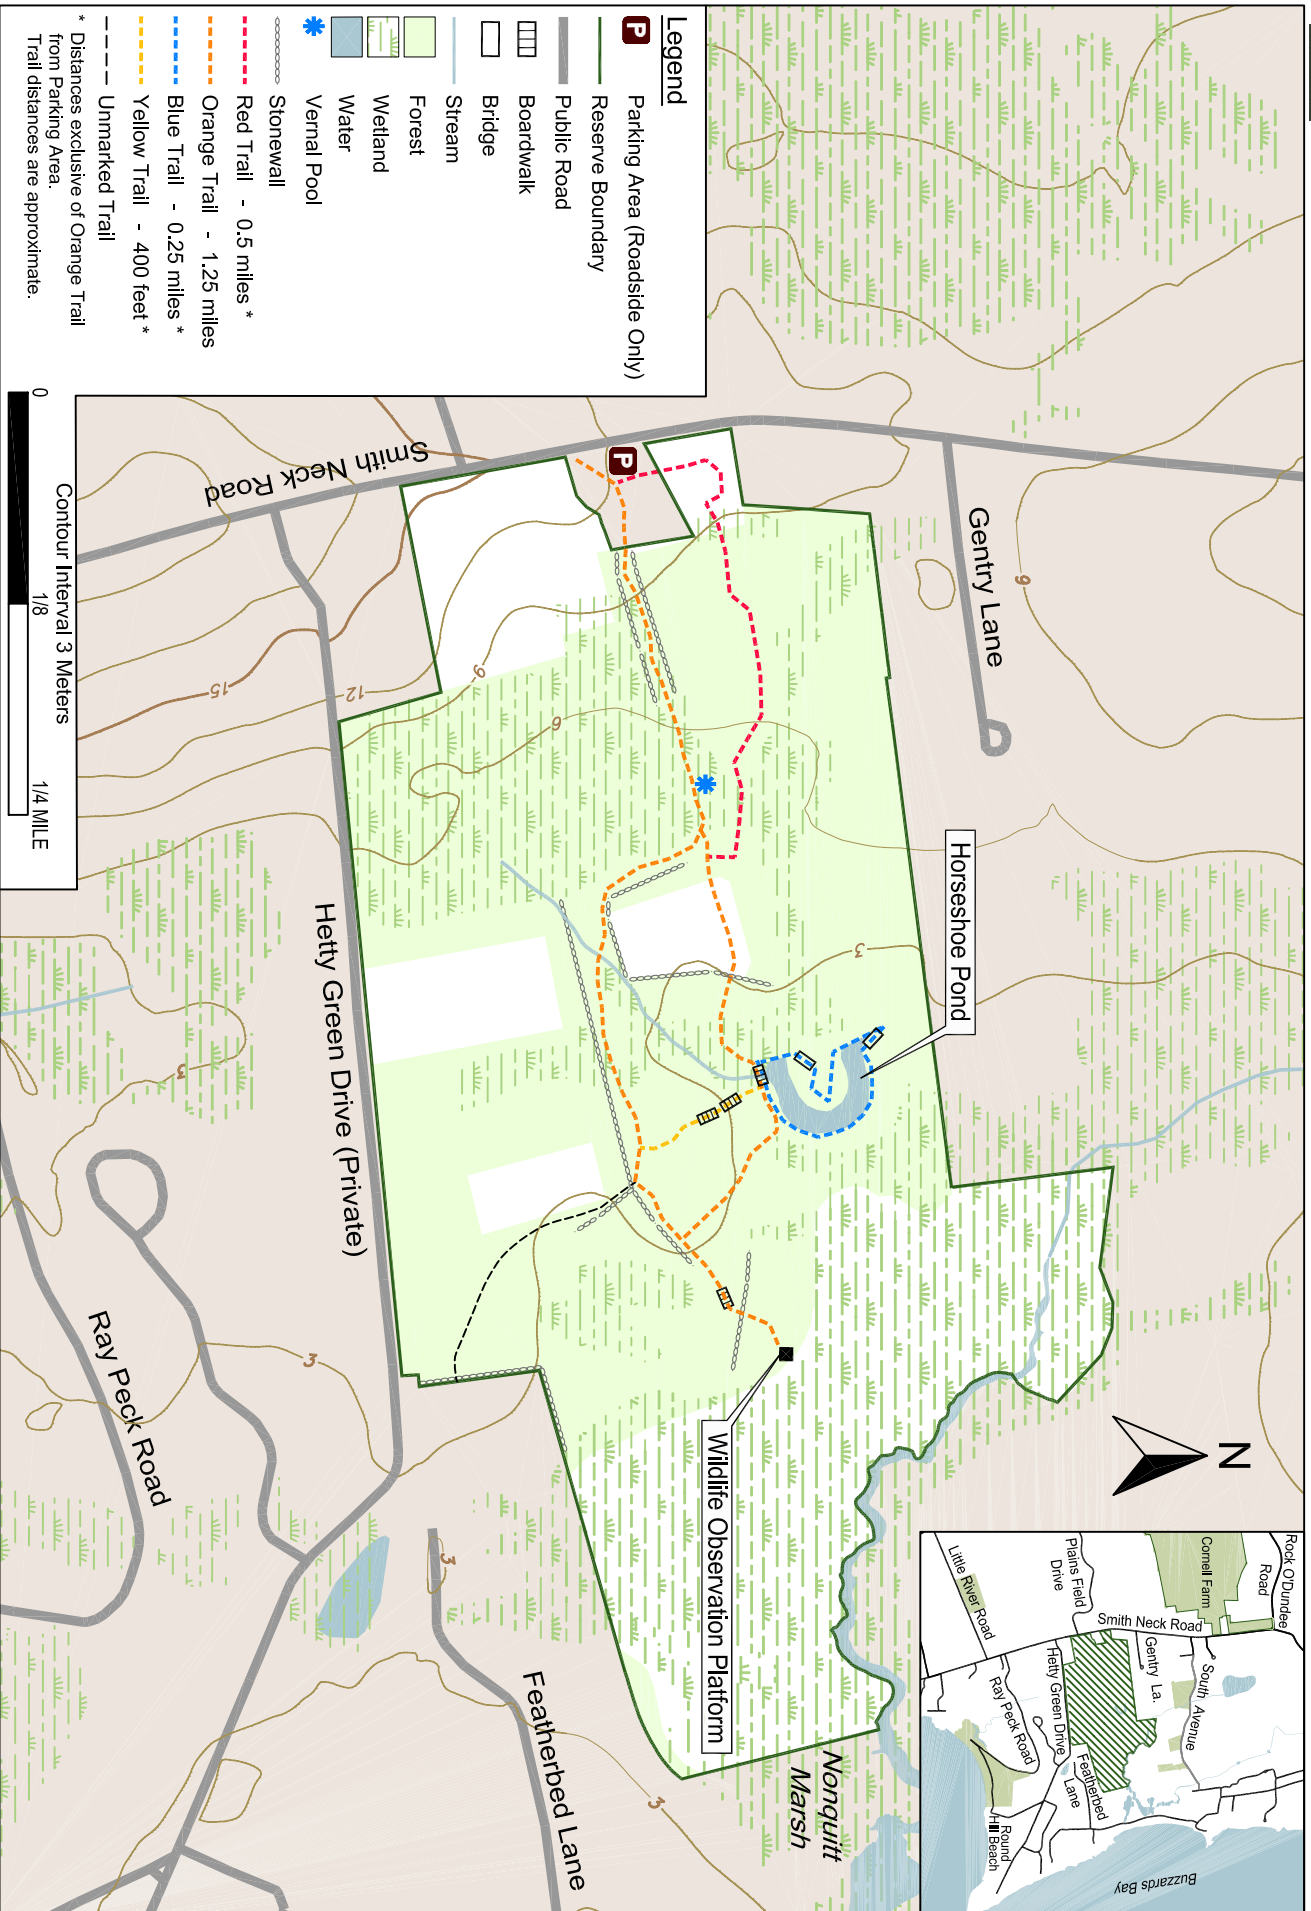 Legend
P Parking Area (Roadside Only)
Reserve Boundary
Public Road
Boardwalk
Bridge
Stream
Forest
Wetland
Water
Vernal Pool
Stonewall
Red Trail - 0.5 miles *
Orange Trail - 1.25 miles
Blue Trail - 0.25 miles *
Yellow Trail - 400 feet *
Unmarked Trail
* Distances exclusive of Orange Trail
from Parking Area.
Trail distances are approximate.
0 1/8 1/4 MILE
Contour Interval 3 Meters
Smith Neck Road
P
Gentry Lane
Horseshoe Pond
Hetty Green Drive (Private)
Ray Peck Road
Featherbed Lane
Wildlife Observation Platform
Nonquitt
Marsh
N
9
15
12
9
6
3
3
3
3
3
Rock O'Dundee
Road
Cornell Farm
Plains Field
Drive
Little River Road
Smith Neck Road
Gentry La.
South Avenue
Hetty Green Drive
Ray Peck Road
Featherbed
Lane
Round
Hill Beach
Buzzards Bay